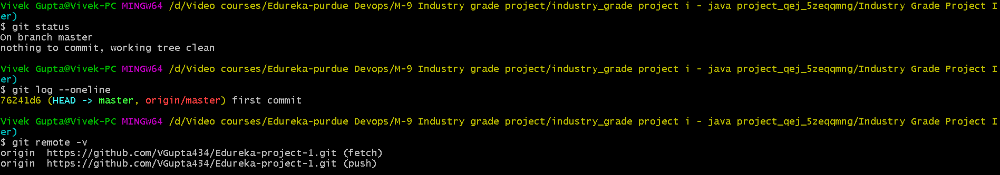 Vivek Gupta@Vivek-PC MINGW64 /d/Video courses/Edureka-purdue Devops/M-9 Industry grade project/industry_grade project i - java project_qej_5zeqqmng/Industry Grade Project I
er)
$ git status
On branch master
nothing to commit, working tree clean
Vivek Gupta@Vivek-PC MINGW64 /d/Video courses/Edureka-purdue Devops/M-9 Industry grade project/industry_grade project i - java project_qej_5zeqqmng/Industry Grade Project I
er)
$ git log --oneline
76241d6 (HEAD -> master, origin/master) first commit
Vivek Gupta@Vivek-PC MINGW64 /d/Video courses/Edureka-purdue Devops/M-9 Industry grade project/industry_grade project i - java project_qej_5zeqqmng/Industry Grade Project I
er)
$ git remote -v
origin  https://github.com/VGupta434/Edureka-project-1.git (fetch)
origin  https://github.com/VGupta434/Edureka-project-1.git (push)